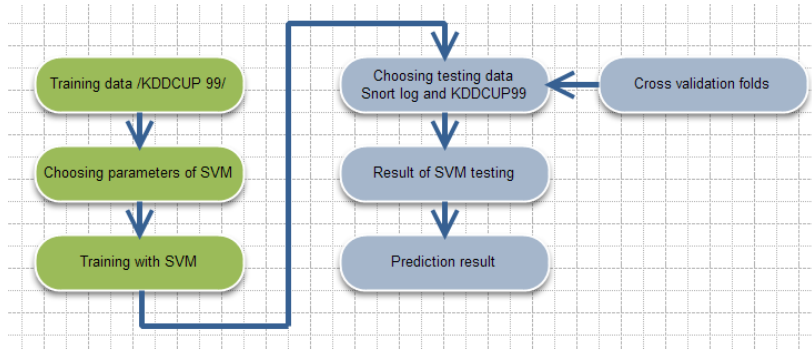 Training data /KDDCUP 99/
Choosing parameters of SVM
Training with SVM
Choosing testing data
Snort log and KDDCUP99
Result of SVM testing
Prediction result
Cross validation folds